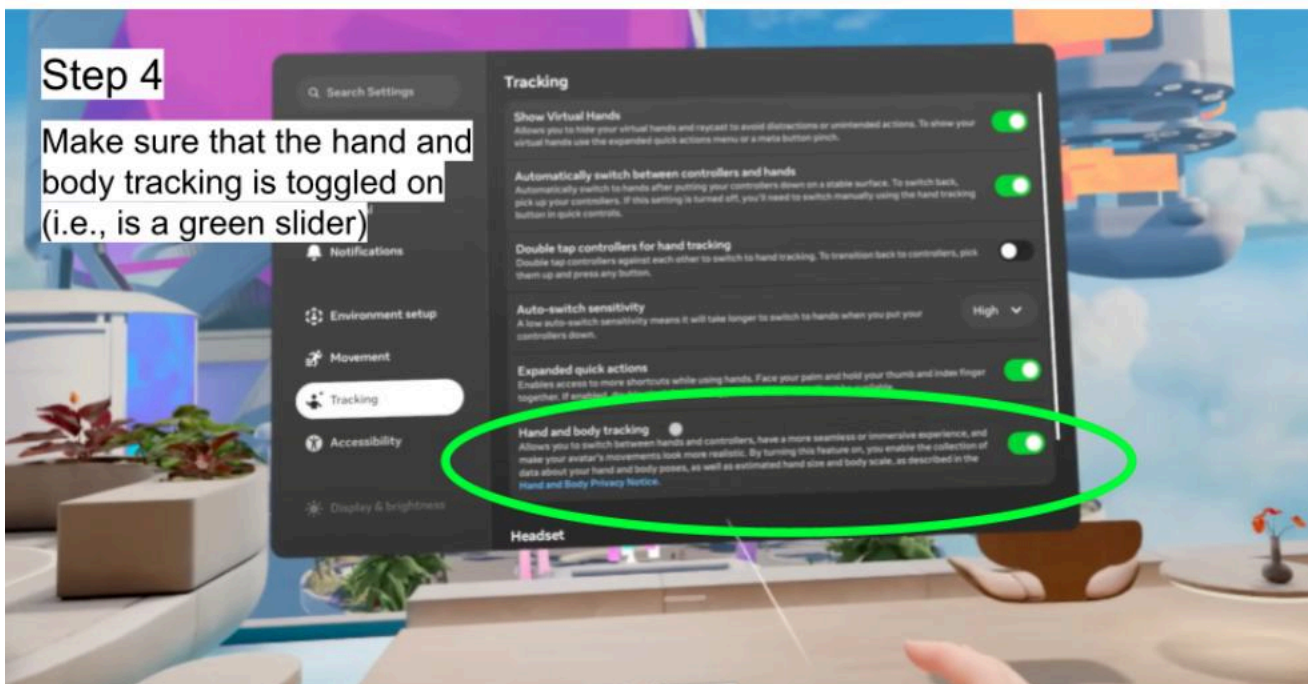 Step 4
Make sure that the hand and
body tracking is toggled on
(i.e., is a green slider)
Search Settings
Notifications
Environment setup
Movement
Tracking
Accessibility
Display & brightness
Tracking
Show Virtual Hands
Allows you to hide your virtual hands and raycast to avoid distractions or unintended actions. To show your
virtual hands use the expanded quick actions menu or a meta button pinch.
Automatically switch between controllers and hands
Automatically switch to hands after putting your controllers down on a stable surface. To switch back,
pick up your controllers. If this setting is turned off, you'll need to switch manually using the hand tracking
button in quick controls.
Double tap controllers for hand tracking
Double tap controllers against each other to switch to hand tracking. To transition back to controllers, pick
them up and press any button.
Auto-switch sensitivity
A low auto-switch sensitivity means it will take longer to switch to hands when you put your
controllers down.
High
Expanded quick actions
Enables access to more shortcuts while using hands. Face your palm and hold your thumb and index finger
together. If enabled,
Hand and body tracking
Allows you to switch between hands and controllers, have a more seamless or immersive experience, and
make your avatar's movements look more realistic. By turning this feature on, you enable the collection of
data about your hand and body poses, as well as estimated hand size and body scale, as described in the
Hand and Body Privacy Notice.
Headset